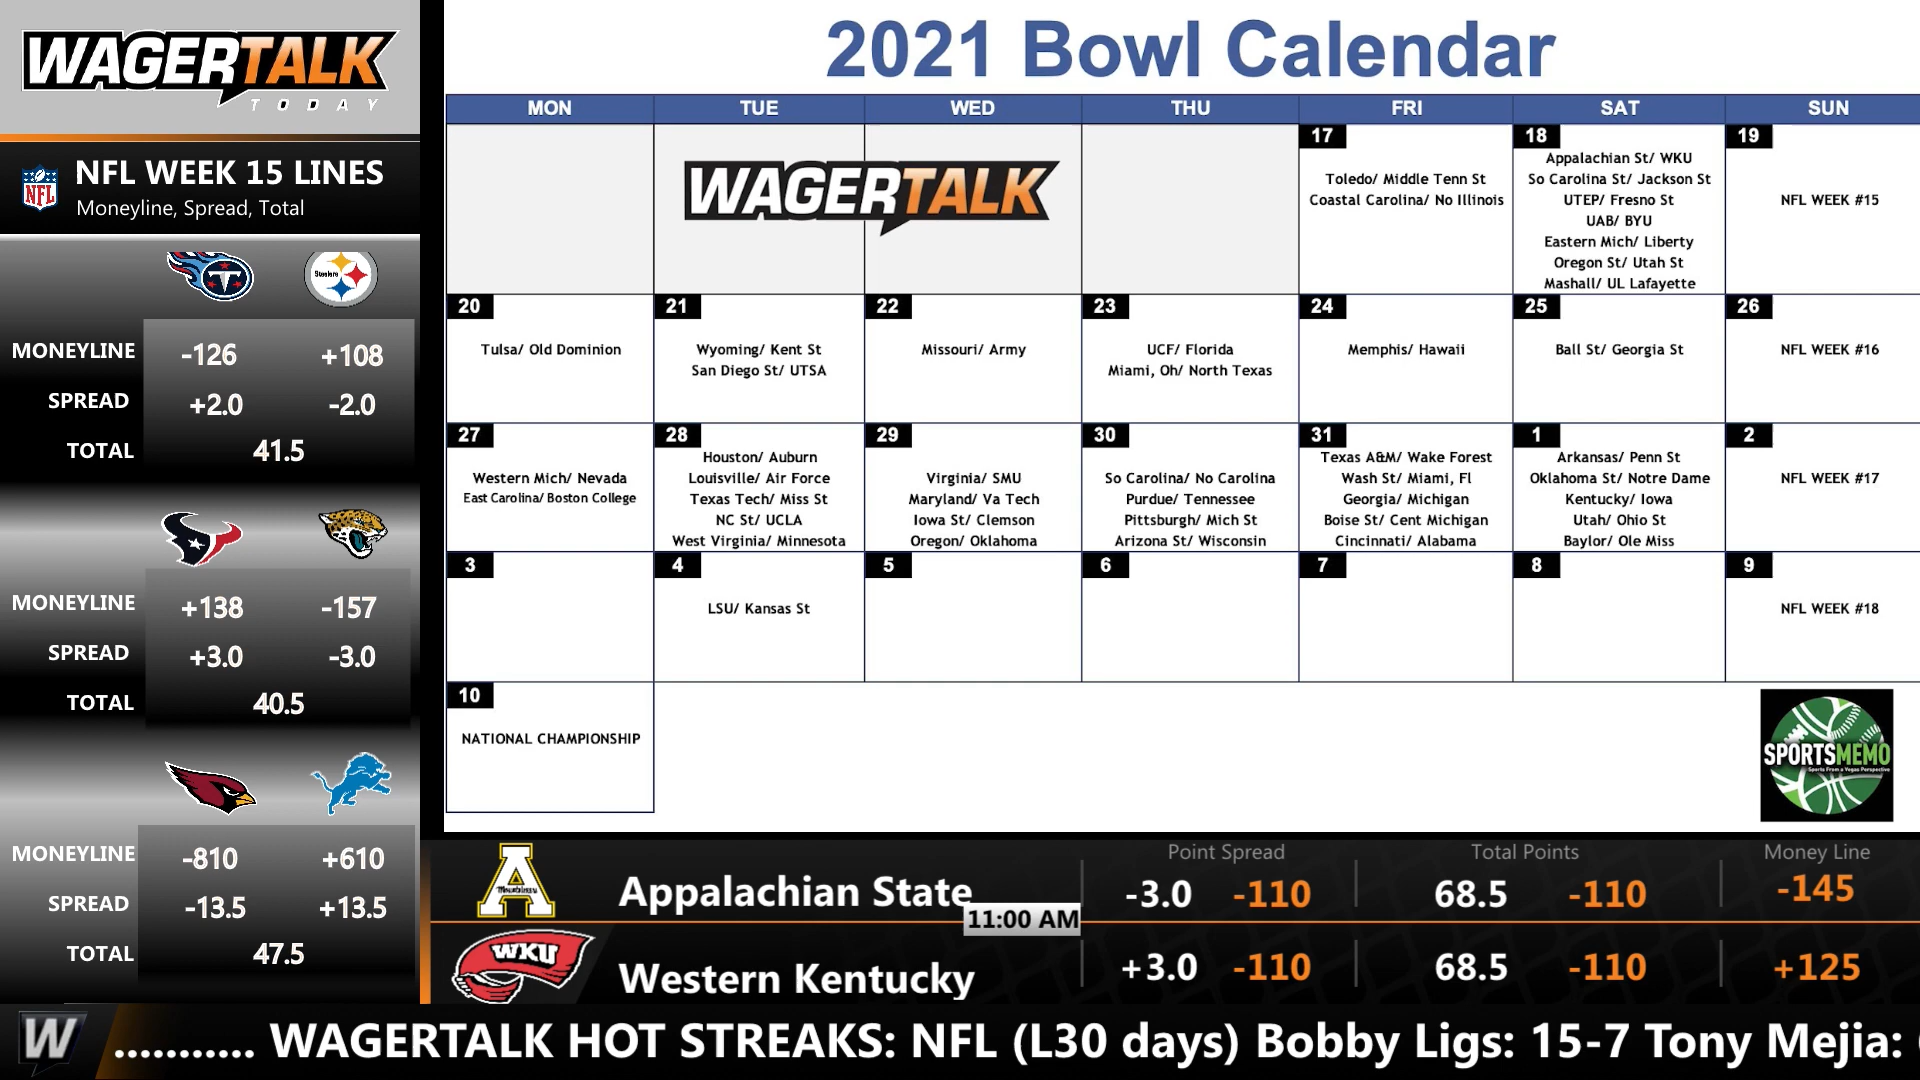 WAGERTALK
TODAY
NFL
NFL WEEK 15 LINES
Moneyline, Spread, Total
T
Steelers
MONEYLINE -126 +108
SPREAD +2.0 -2.0
TOTAL 41.5
MONEYLINE +138 -157
SPREAD +3.0 -3.0
TOTAL 40.5
MONEYLINE -810 +610
SPREAD -13.5 +13.5
TOTAL 47.5
2021 Bowl Calendar
MON TUE WED THU FRI SAT SUN
WAGERTALK
17
Toledo/ Middle Tenn St
Coastal Carolina/ No Illinois
18
Appalachian St/ WKU
So Carolina St/ Jackson St
UTEP/ Fresno St
UAB/ BYU
Eastern Mich/ Liberty
Oregon St/ Utah St
Mashall/ UL Lafayette
19
NFL WEEK #15
20
Tulsa/ Old Dominion
21
Wyoming/ Kent St
San Diego St/ UTSA
22
Missouri/ Army
23
UCF/ Florida
Miami, Oh/ North Texas
24
Memphis/ Hawaii
25
Ball St/ Georgia St
26
NFL WEEK #16
27
Western Mich/ Nevada
East Carolina/ Boston College
28
Houston/ Auburn
Louisville/ Air Force
Texas Tech/ Miss St
NC St/ UCLA
West Virginia/ Minnesota
29
Virginia/ SMU
Maryland/ Va Tech
Iowa St/ Clemson
Oregon/ Oklahoma
30
So Carolina/ No Carolina
Purdue/ Tennessee
Pittsburgh/ Mich St
Arizona St/ Wisconsin
31
Texas A&M/ Wake Forest
Wash St/ Miami, Fl
Georgia/ Michigan
Boise St/ Cent Michigan
Cincinnati/ Alabama
1
Arkansas/ Penn St
Oklahoma St/ Notre Dame
Kentucky/ Iowa
Utah/ Ohio St
Baylor/ Ole Miss
2
NFL WEEK #17
3
4
LSU/ Kansas St
5
6
7
8
9
NFL WEEK #18
10
NATIONAL CHAMPIONSHIP
SPORTSMEMO
Sports From a Vegas Perspective
Point Spread Total Points Money Line
A
Mountaineers
Appalachian State -3.0 -110 68.5 -110 -145
11:00 AM
WKU
Western Kentucky +3.0 -110 68.5 -110 +125
W ........... WAGERTALK HOT STREAKS: NFL (L30 days) Bobby Ligs: 15-7 Tony Mejia: